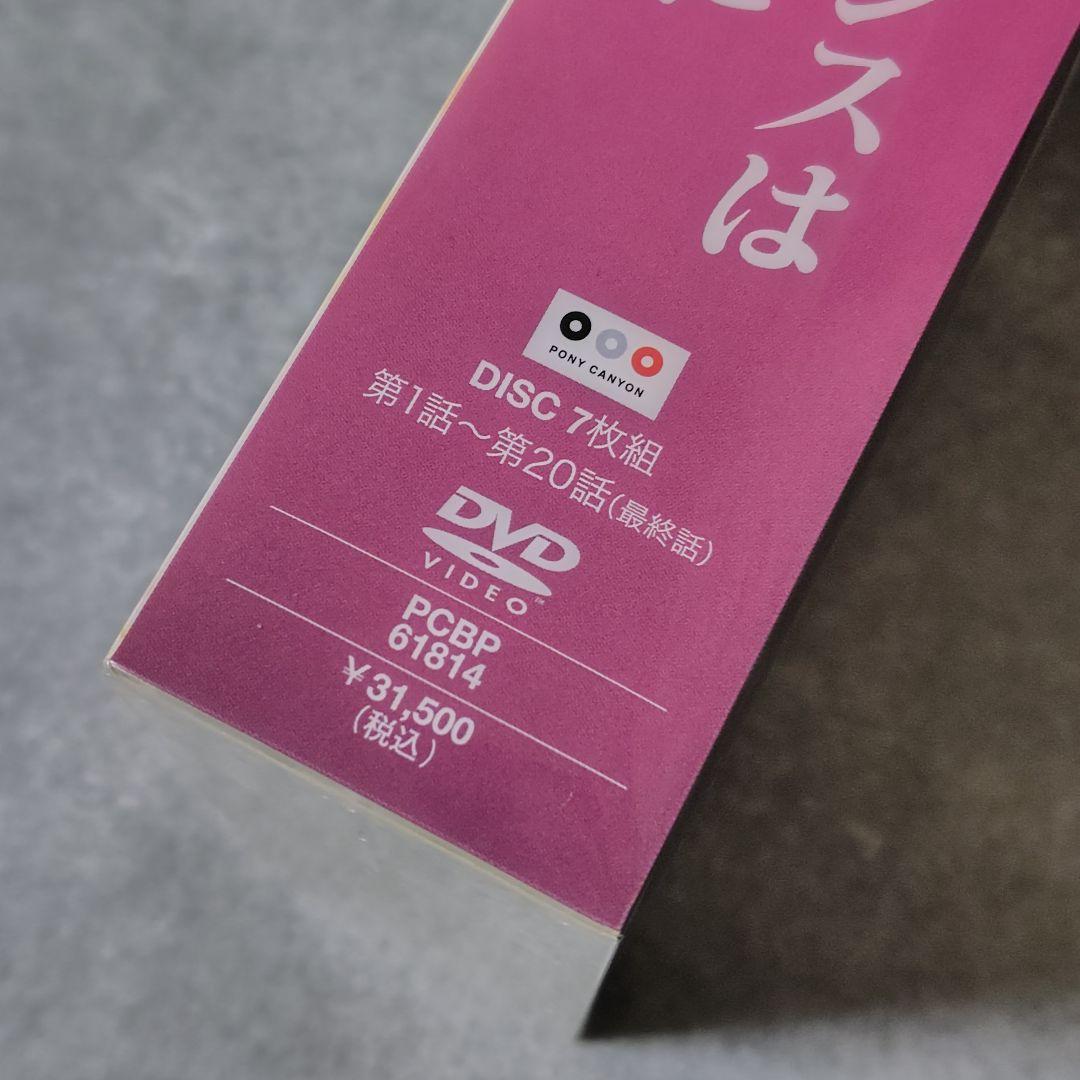 スは
PONY CANYON
DISC 7枚組
第1話～第20話(最終話)
DVD
VIDEO™
PCBP
61814
￥31,500
(税込)